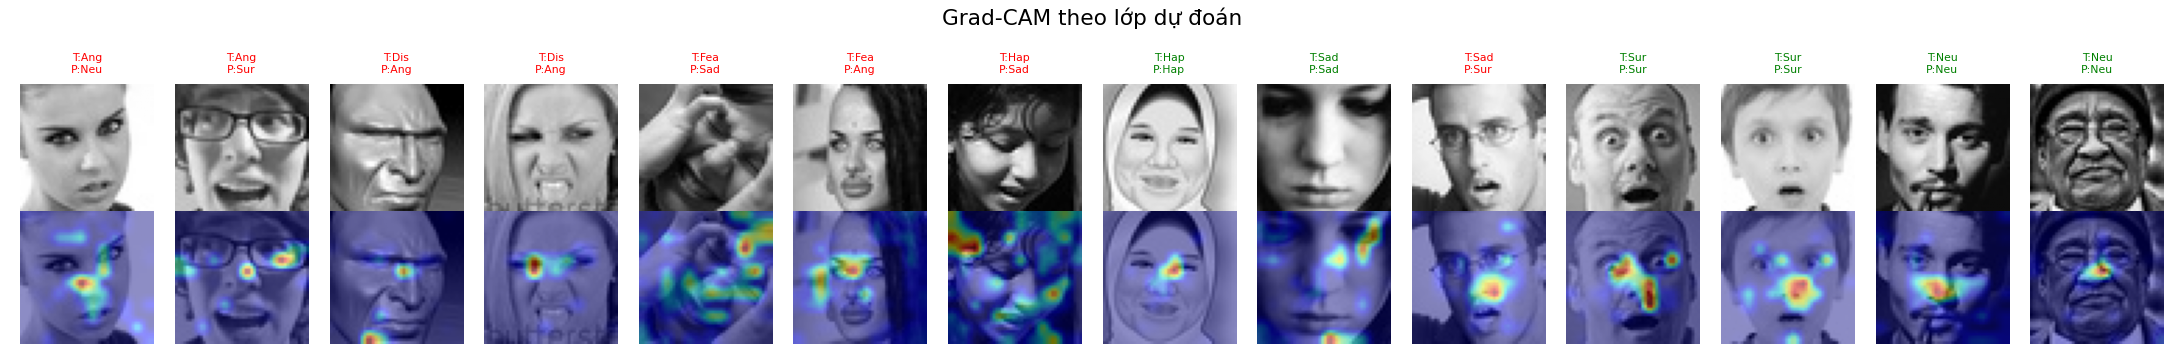 Grad-CAM theo lớp dự đoán
T:Ang
P:Neu
T:Ang
P:Sur
T:Dis
P:Ang
T:Dis
P:Ang
T:Fea
P:Sad
T:Fea
P:Ang
T:Hap
P:Sad
T:Hap
P:Hap
T:Sad
P:Sad
T:Sad
P:Sur
T:Sur
P:Sur
T:Sur
P:Sur
T:Neu
P:Neu
T:Neu
P:Neu